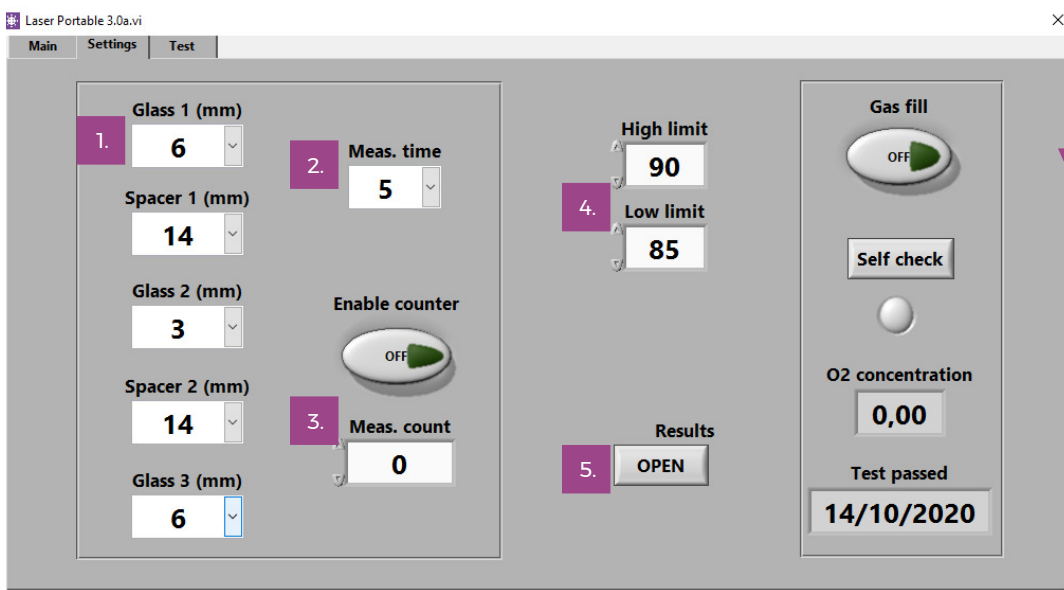 Laser Portable 3.0a.vi
Main
Settings
Test
Glass 1 (mm)
1.
6
Spacer 1 (mm)
14
Glass 2 (mm)
3
Spacer 2 (mm)
14
Glass 3 (mm)
6
2.
Meas. time
5
Enable counter
OFF
3.
Meas. count
0
High limit
90
4.
Low limit
85
Results
5.
OPEN
Gas fill
OFF
Self check
O2 concentration
0,00
Test passed
14/10/2020